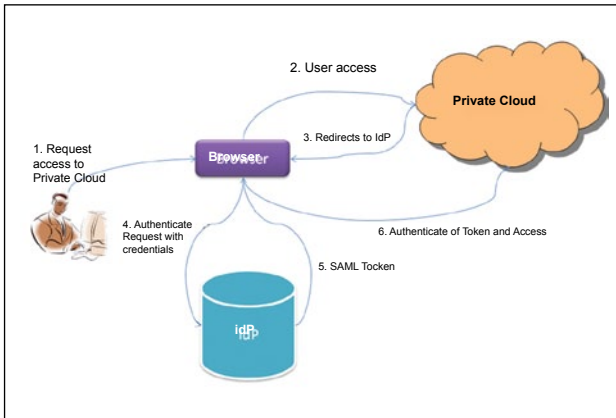 2. User access
Private Cloud
3. Redirects to IdP
1. Request
access to
Private Cloud
Browser
4. Authenticate
Request with
credentials
6. Authenticate of Token and Access
5. SAML Tocken
idP